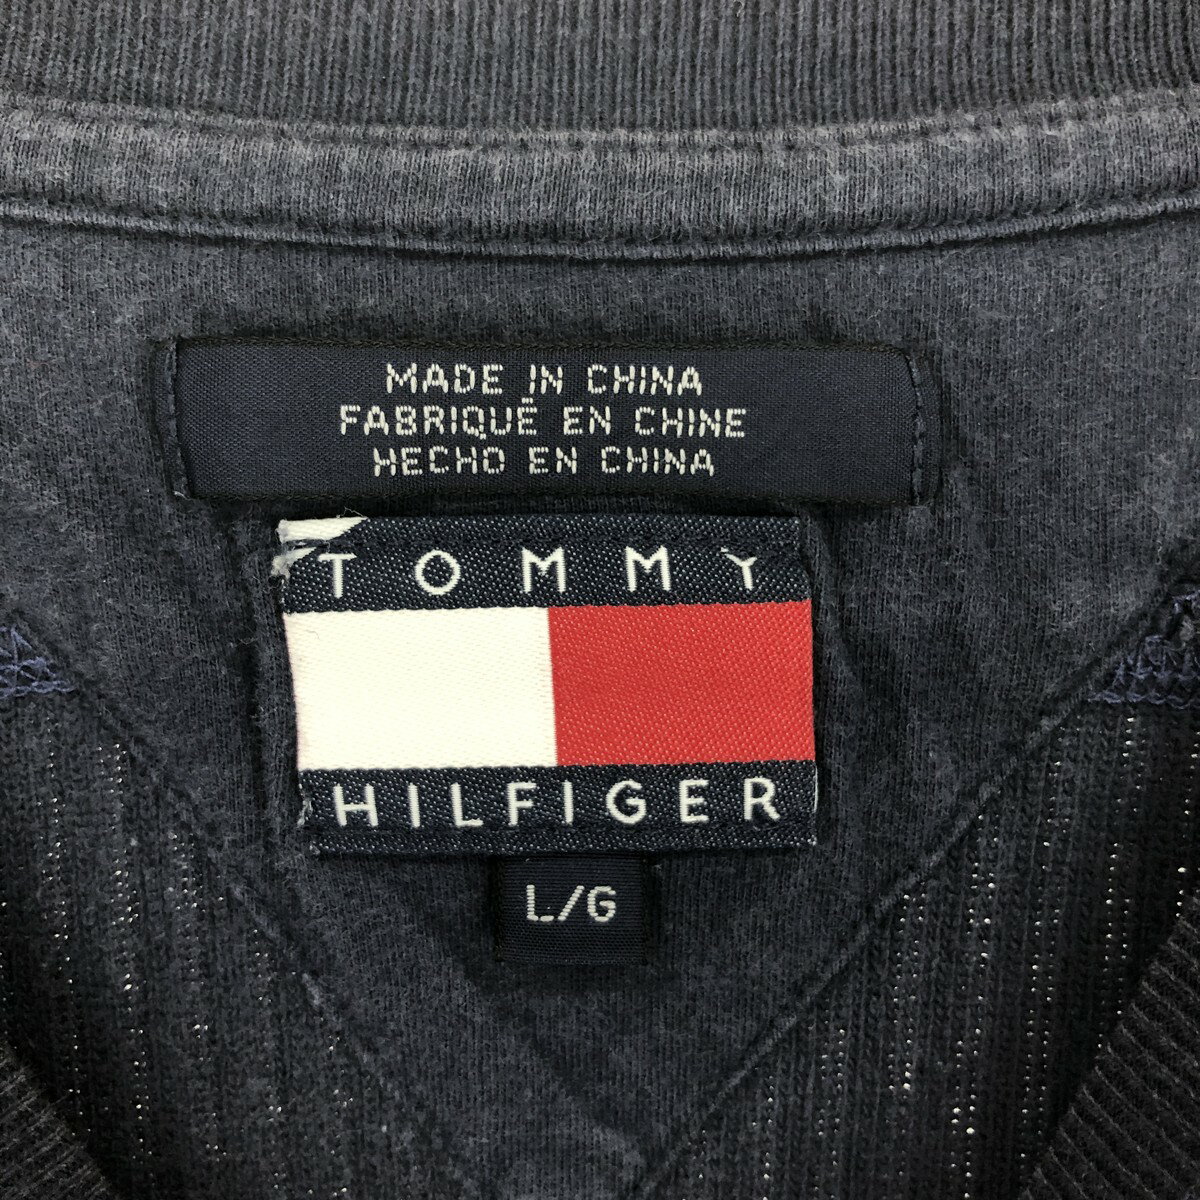 MADE IN CHINA
FABRIQUÉ EN CHINE
HECHO EN CHINA
TOMMY
HILFIGER
L/G